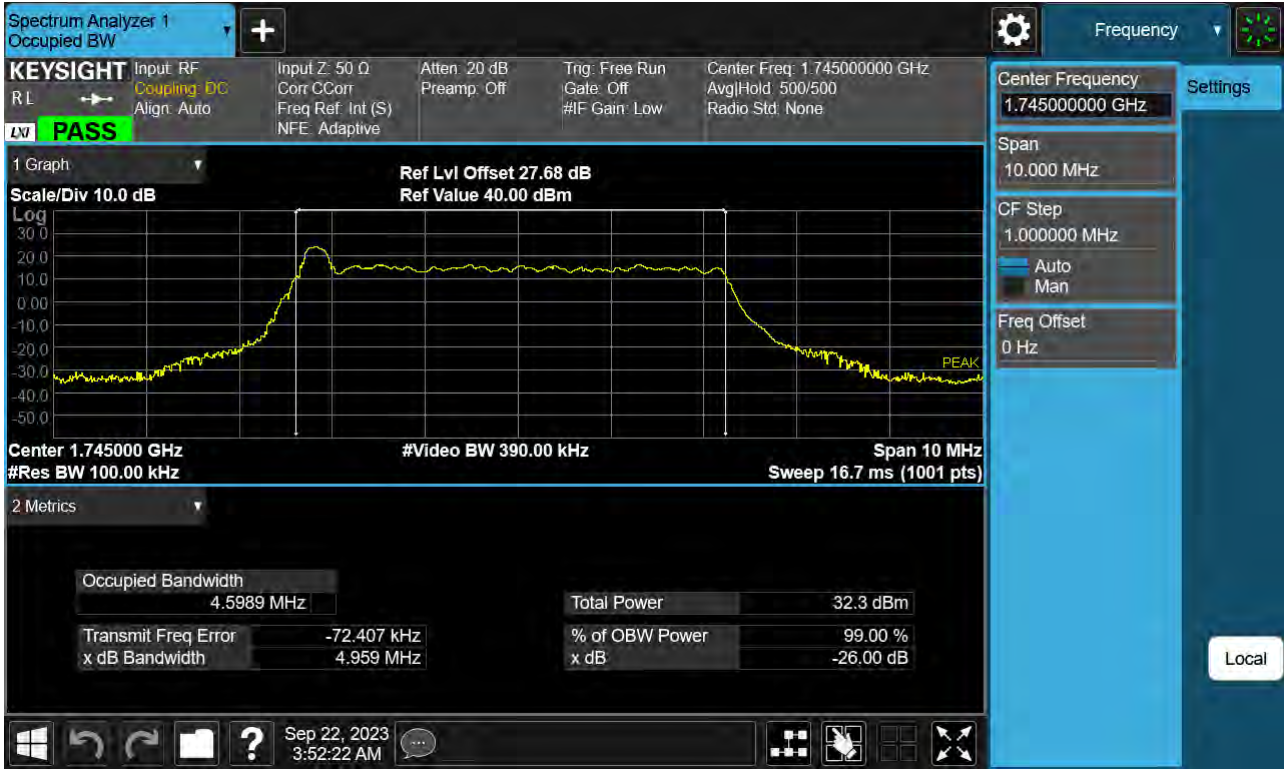 Spectrum Analyzer 1
Occupied BW
Frequency
KEYSIGHT
R L
LXI
PASS
Input: RF
Coupling: DC
Align: Auto
Input Z: 50 Ω
Corr CCorr
Freq Ref: Int (S)
NFE: Adaptive
Atten: 20 dB
Preamp: Off
Trig: Free Run
Gate: Off
#IF Gain: Low
Center Freq: 1.745000000 GHz
Avg|Hold: 500/500
Radio Std: None
1 Graph
Scale/Div 10.0 dB
Ref Lvl Offset 27.68 dB
Ref Value 40.00 dBm
Log
30.0
20.0
10.0
0.00
-10.0
-20.0
-30.0
-40.0
-50.0
PEAK
Center 1.745000 GHz
#Video BW 390.00 kHz
Span 10 MHz
#Res BW 100.00 kHz
Sweep 16.7 ms (1001 pts)
2 Metrics
Occupied Bandwidth
4.5989 MHz
Total Power 32.3 dBm
Transmit Freq Error -72.407 kHz
% of OBW Power 99.00 %
x dB Bandwidth 4.959 MHz
x dB -26.00 dB
Center Frequency
1.745000000 GHz
Settings
Span
10.000 MHz
CF Step
1.000000 MHz
Auto
Man
Freq Offset
0 Hz
Local
?
Sep 22, 2023
3:52:22 AM